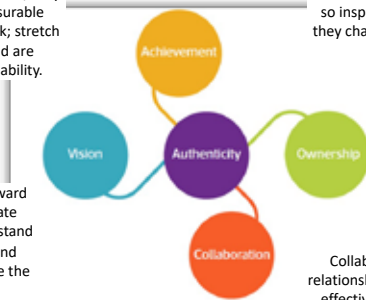 surable
k; stretch
d are
ability.
so insp
they cha
Achievement
Vision
Authenticity
Ownership
Collaboration
ward
ate
stand
nd
e the
Collab
relationsh
effectiv